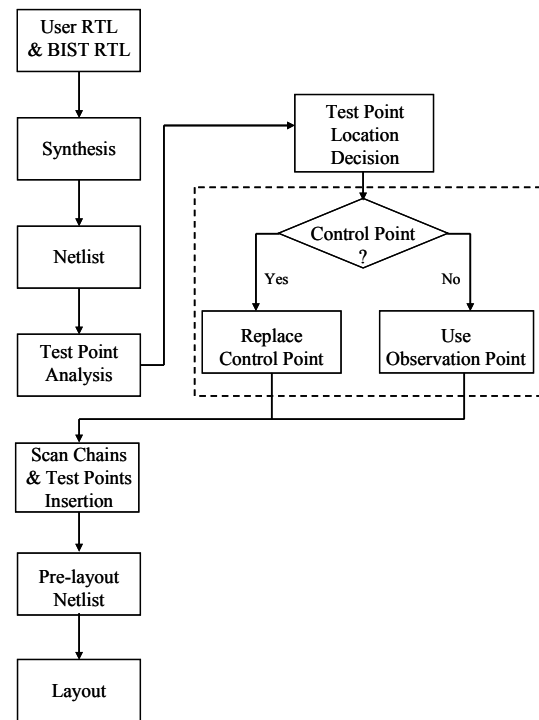 User RTL
& BIST RTL
Synthesis
Netlist
Test Point
Analysis
Test Point
Location
Decision
Control Point
?
Yes
No
Replace
Control Point
Use
Observation Point
Scan Chains
& Test Points
Insertion
Pre-layout
Netlist
Layout